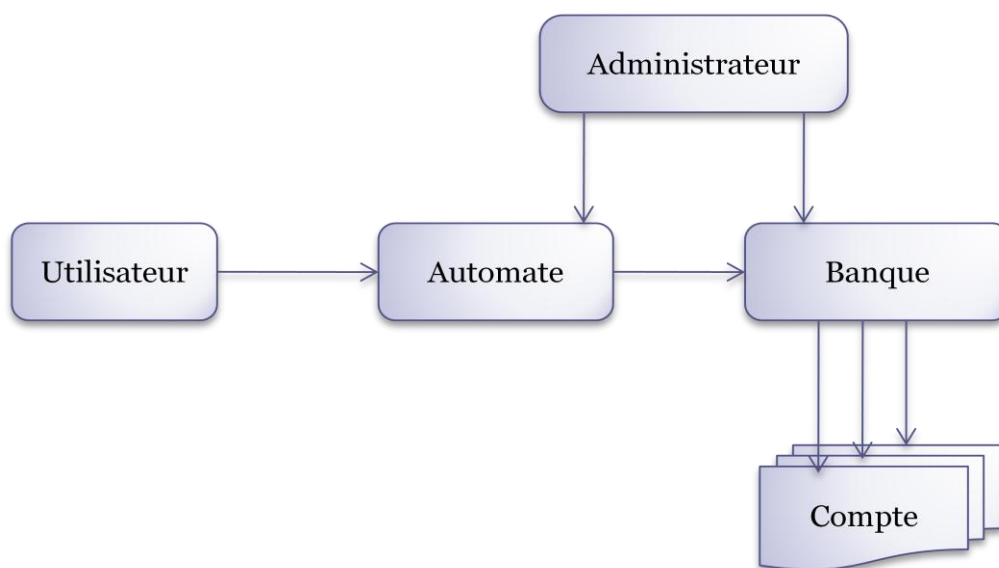 Administrateur
Utilisateur
Automate
Banque
Compte